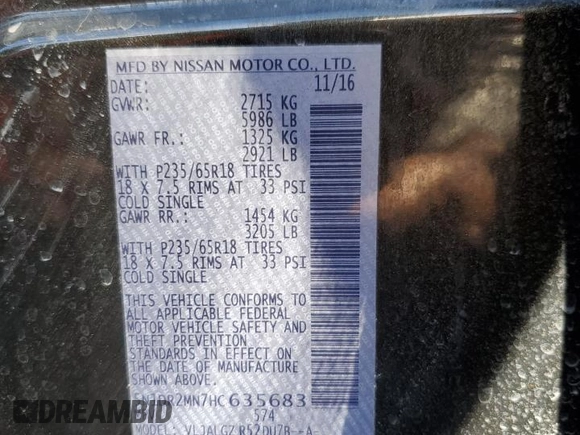 MFD BY NISSAN MOTOR CO., LTD.
DATE: 11/16
GVWR: 2715 KG
5986 LB
GAWR FR.: 1325 KG
2921 LB
WITH P235/65R18 TIRES
18 X 7.5 RIMS AT 33 PSI
COLD SINGLE
GAWR RR.: 1454 KG
3205 LB
WITH P235/65R18 TIRES
18 X 7.5 RIMS AT 33 PSI
COLD SINGLE
THIS VEHICLE CONFORMS TO
ALL APPLICABLE FEDERAL
MOTOR VEHICLE SAFETY AND
THEFT PREVENTION
STANDARDS IN EFFECT ON
THE DATE OF MANUFACTURE
SHOWN ABOVE.
DR2MN7HC635683
574